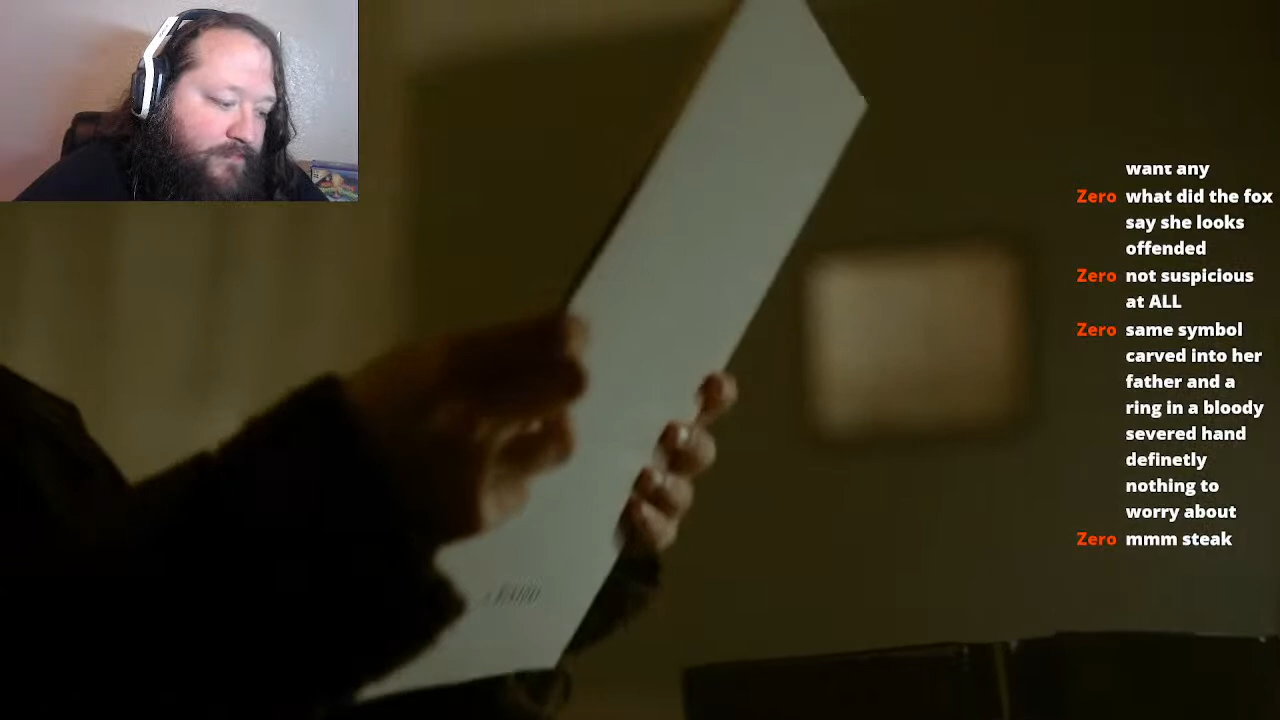 want any
Zero what did the fox
say she looks
offended
Zero not suspicious
at ALL
Zero same symbol
carved into her
father and a
ring in a bloody
severed hand
definetly
nothing to
worry about
Zero mmm steak